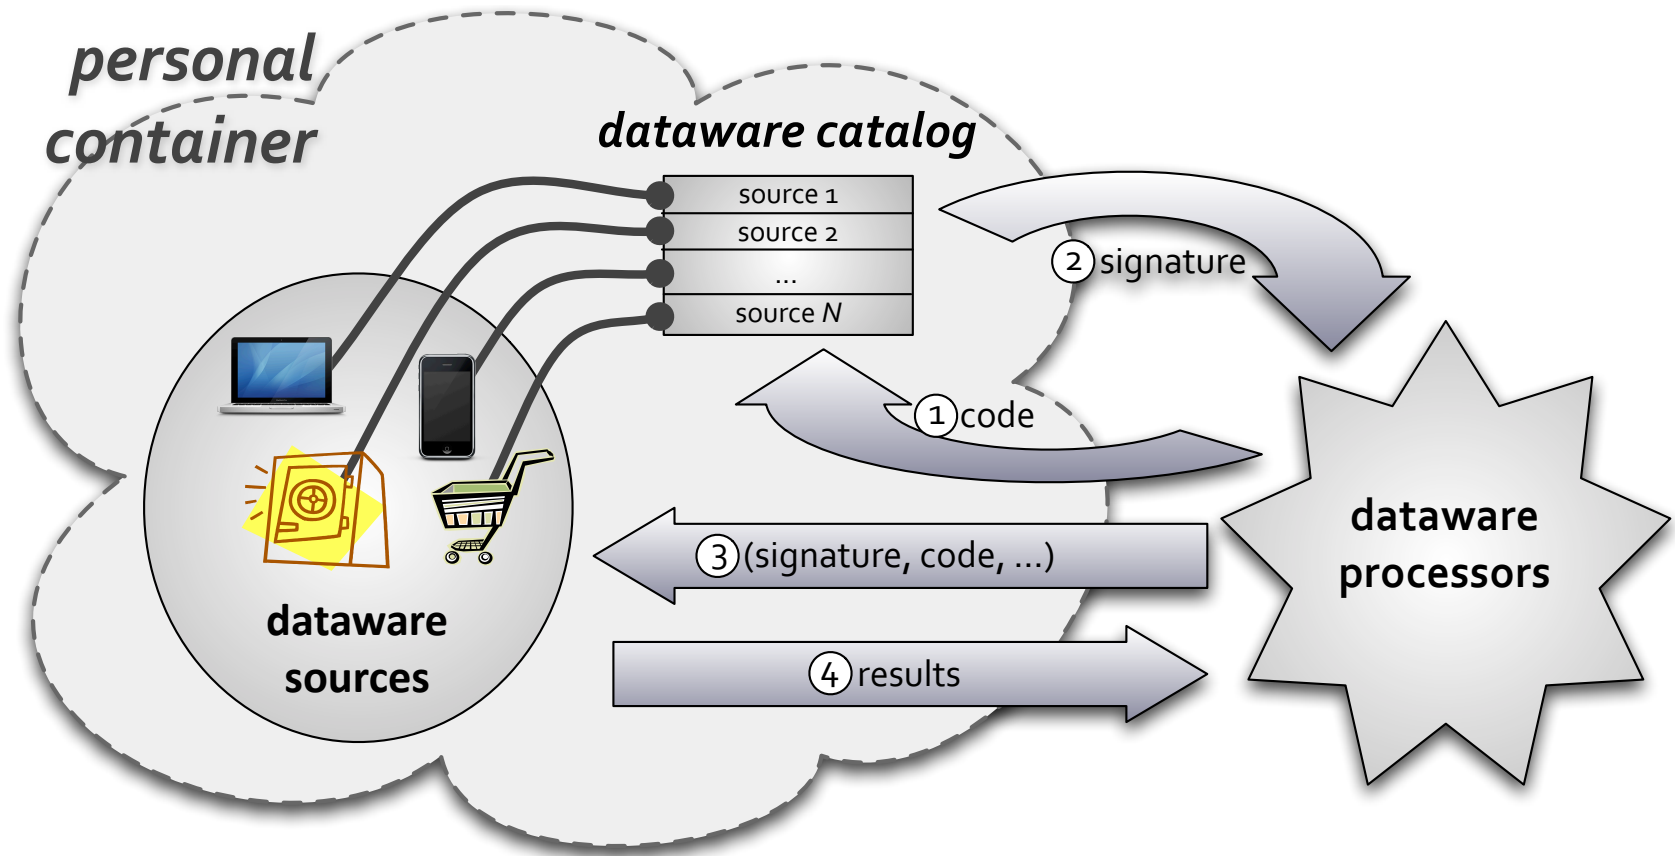 personal
container
dataware catalog
source 1
source 2
...
source N
2 signature
1 code
3 (signature, code, ...)
4 results
dataware
sources
dataware
processors